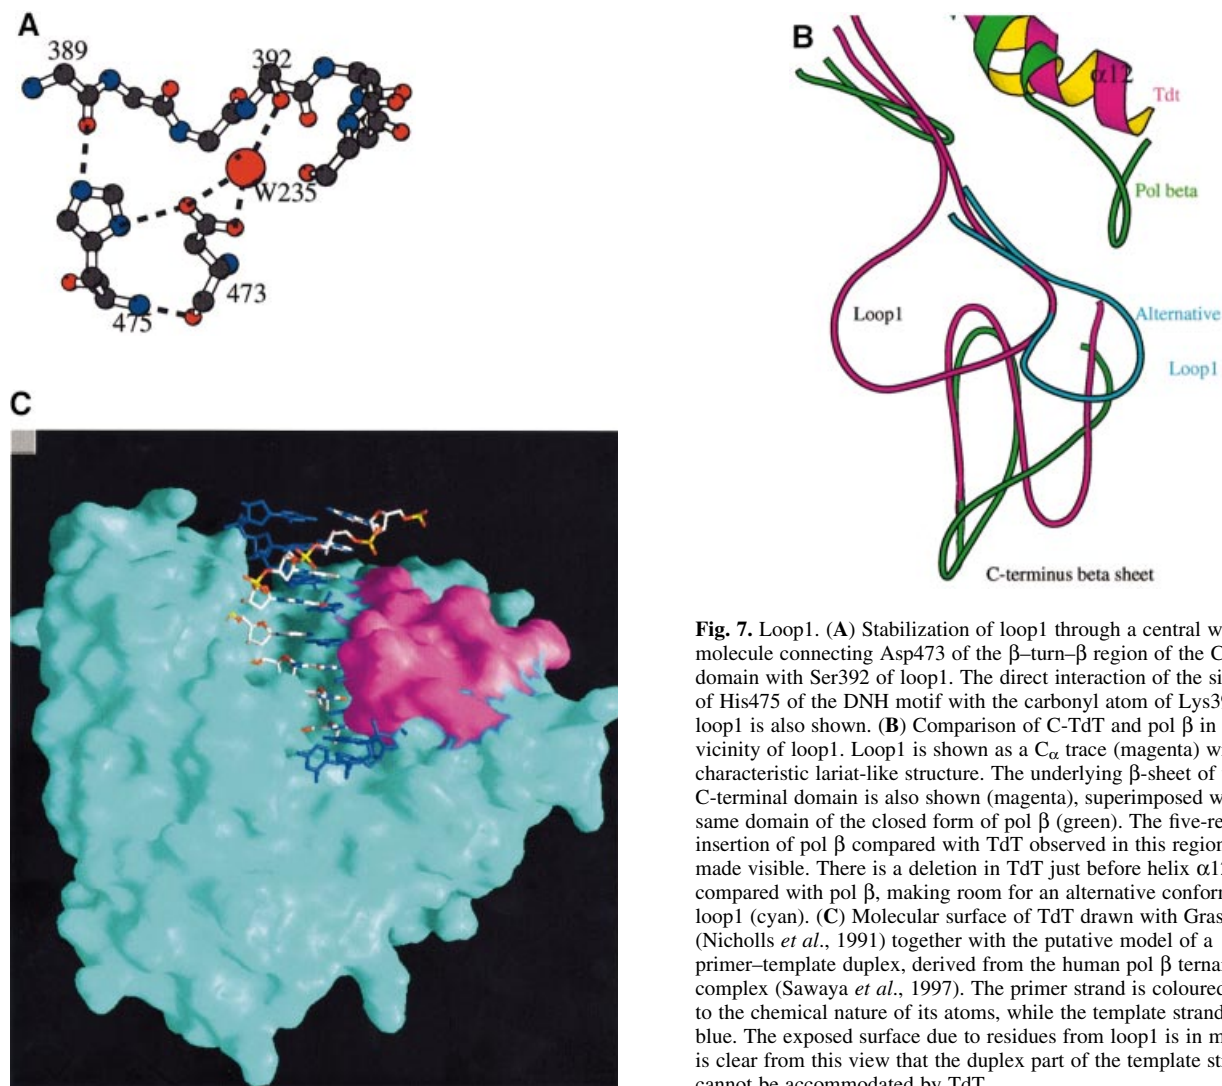 A
389
392
W235
473
475
B
α12
Tdt
Pol beta
Loop1
Alternative
Loop1
C-terminus beta sheet
C
Fig. 7. Loop1. (A) Stabilization of loop1 through a central w
molecule connecting Asp473 of the β–turn–β region of the C
domain with Ser392 of loop1. The direct interaction of the si
of His475 of the DNH motif with the carbonyl atom of Lys39
loop1 is also shown. (B) Comparison of C-TdT and pol β in
vicinity of loop1. Loop1 is shown as a Cα trace (magenta) w
characteristic lariat-like structure. The underlying β-sheet of
C-terminal domain is also shown (magenta), superimposed w
same domain of the closed form of pol β (green). The five-re
insertion of pol β compared with TdT observed in this region
made visible. There is a deletion in TdT just before helix α12
compared with pol β, making room for an alternative conform
loop1 (cyan). (C) Molecular surface of TdT drawn with Gras
(Nicholls et al., 1991) together with the putative model of a
primer–template duplex, derived from the human pol β terna
complex (Sawaya et al., 1997). The primer strand is coloured
to the chemical nature of its atoms, while the template strand
blue. The exposed surface due to residues from loop1 is in m
is clear from this view that the duplex part of the template st
cannot be accommodated by TdT.